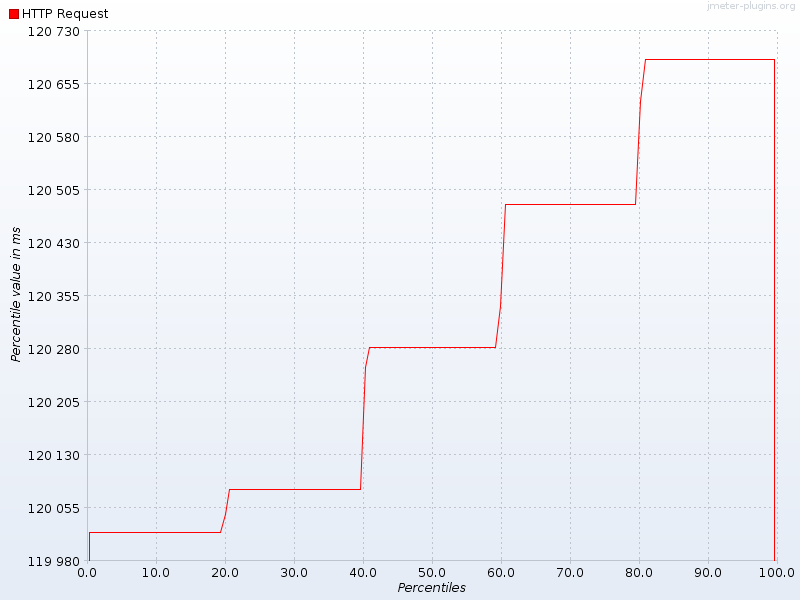 jmeter-plugins.org
HTTP Request
120 730
120 655
120 580
120 505
120 430
120 355
120 280
120 205
120 130
120 055
119 980
Percentile value in ms
0.0 10.0 20.0 30.0 40.0 50.0 60.0 70.0 80.0 90.0 100.0
Percentiles